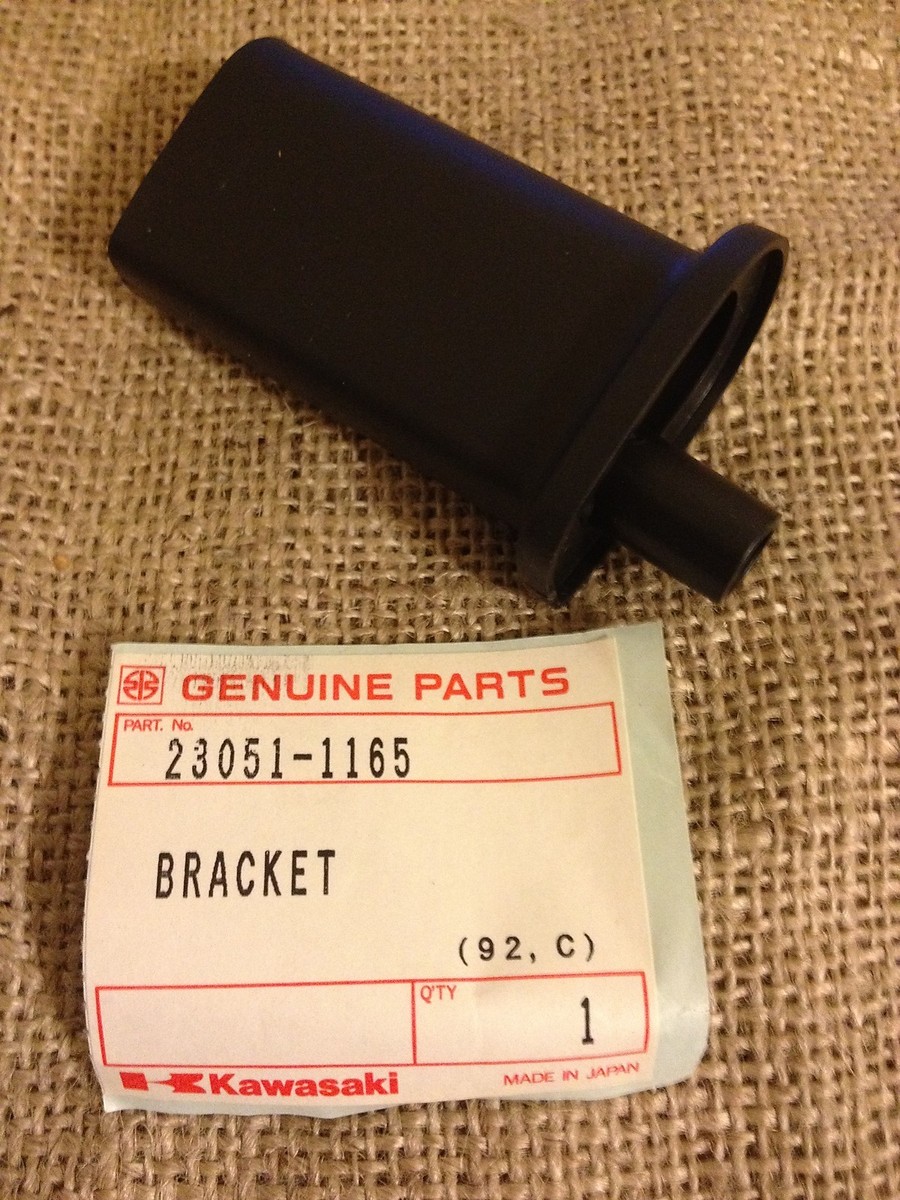 GENUINE PARTS
PART. No.
23051-1165
BRACKET
(92, C)
Q'TY
1
Kawasaki
MADE IN JAPAN